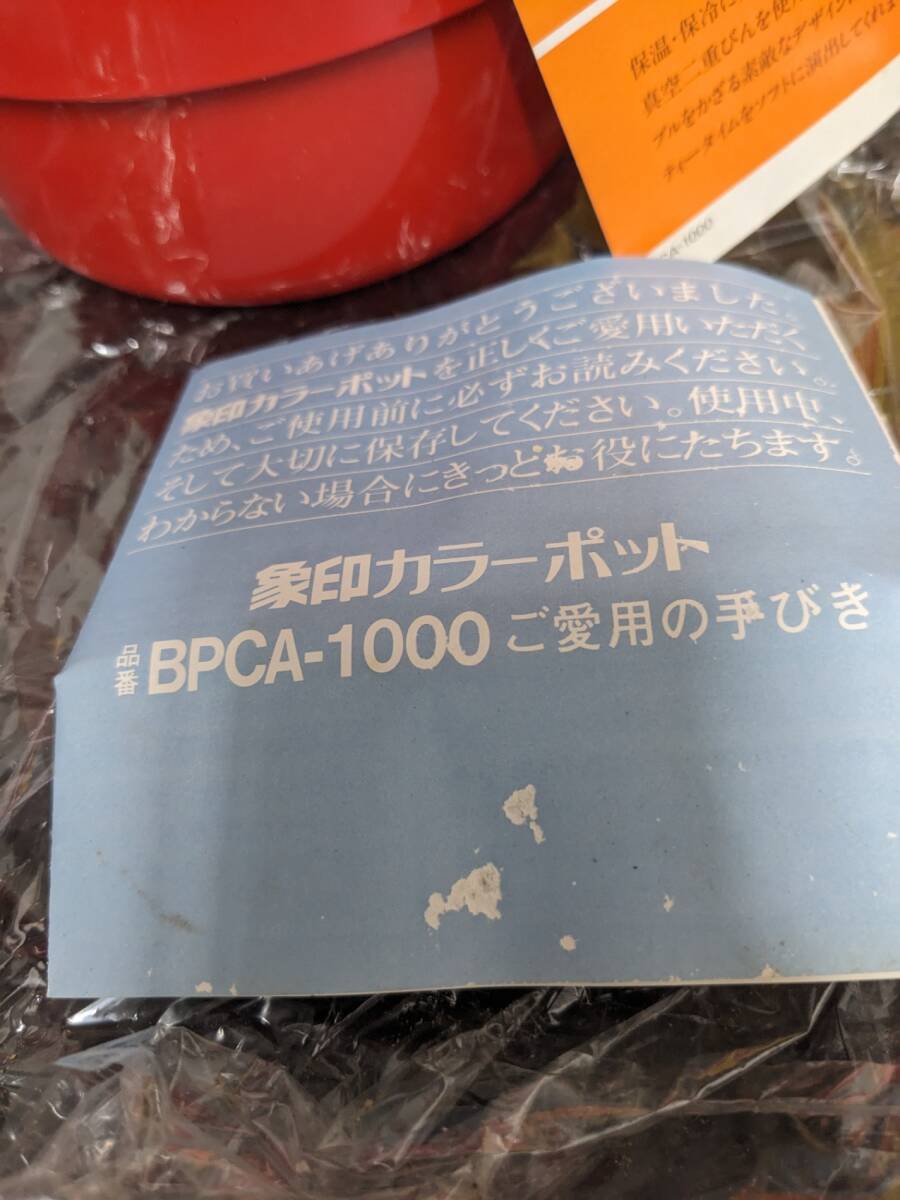 保温・保冷に
真空二重びんを使用
ブルをかざる素敵なデザイン
ティータイムをソフトに演出してくれま
CA-1000
お買いあげありがとうございました。
象印カラーポットを正しくご愛用いただく
ため、ご使用前に必ずお読みください。
そして大切に保存してください。使用中、
わからない場合にきっとお役にたちます。
象印カラーポット
品番 BPCA-1000 ご愛用の手びき